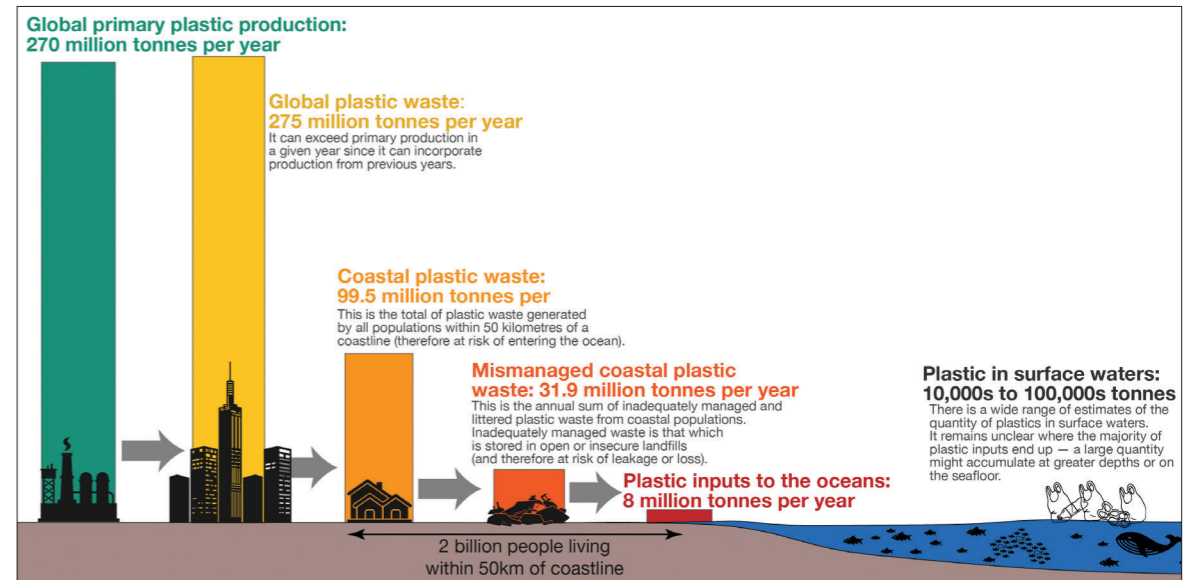 Global primary plastic production:
270 million tonnes per year
Global plastic waste:
275 million tonnes per year
It can exceed primary production in
a given year since it can incorporate
production from previous years.
Coastal plastic waste:
99.5 million tonnes per
This is the total of plastic waste generated
by all populations within 50 kilometres of a
coastline (therefore at risk of entering the ocean).
Mismanaged coastal plastic
waste: 31.9 million tonnes per year
This is the annual sum of inadequately managed and
littered plastic waste from coastal populations.
Inadequately managed waste is that which
is stored in open or insecure landfills
(and therefore at risk of leakage or loss).
Plastic inputs to the oceans:
8 million tonnes per year
Plastic in surface waters:
10,000s to 100,000s tonnes
There is a wide range of estimates of the
quantity of plastics in surface waters.
It remains unclear where the majority of
plastic inputs end up — a large quantity
might accumulate at greater depths or on
the seafloor.
2 billion people living
within 50km of coastline